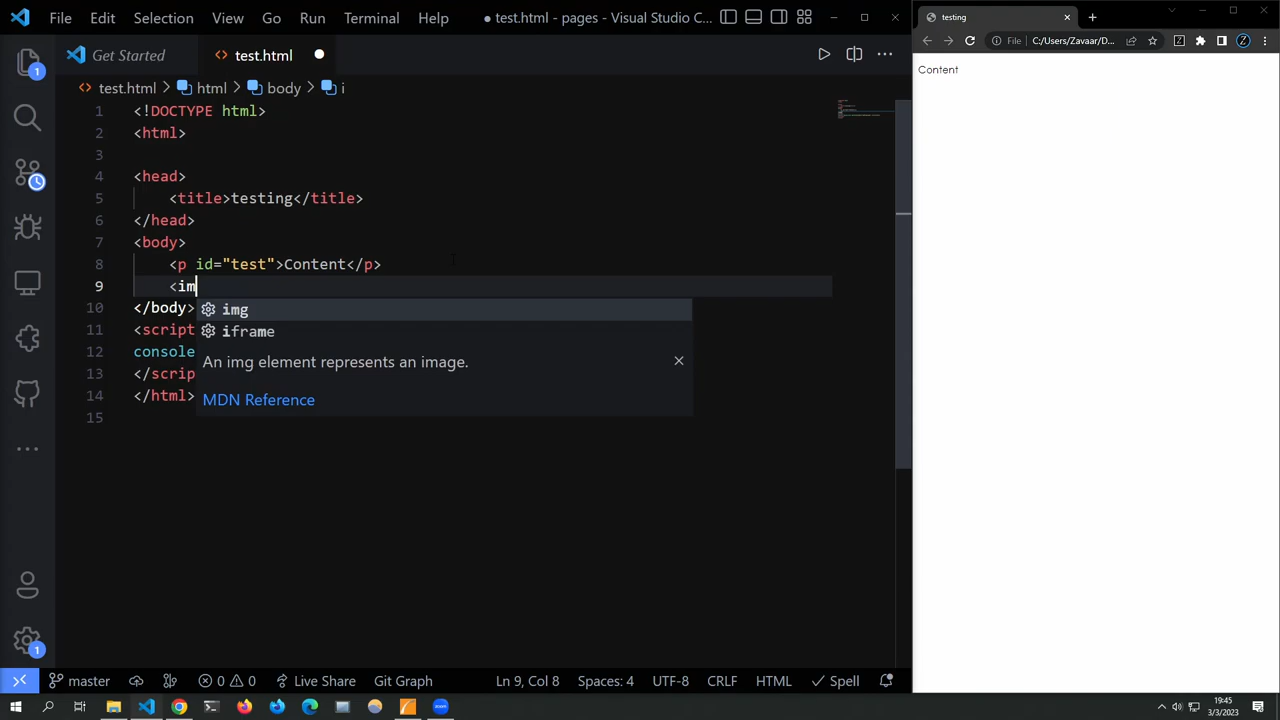 File Edit Selection View Go Run Terminal Help ● test.html - pages - Visual Studio C...
Get Started test.html
test.html > html > body > i
1 <!DOCTYPE html>
2 <html>
3
4 <head>
5 <title>testing</title>
6 </head>
7 <body>
8 <p id="test">Content</p>
9 <im
10 </body>
11 <script
12 console
13 </scrip
14 </html>
15
img
iframe
An img element represents an image.
MDN Reference
1
1
master 0 0 Live Share Git Graph Ln 9, Col 8 Spaces: 4 UTF-8 CRLF HTML Spell
testing
File C:/Users/Zavaar/D...
Content
zoom
19:45
3/3/2023